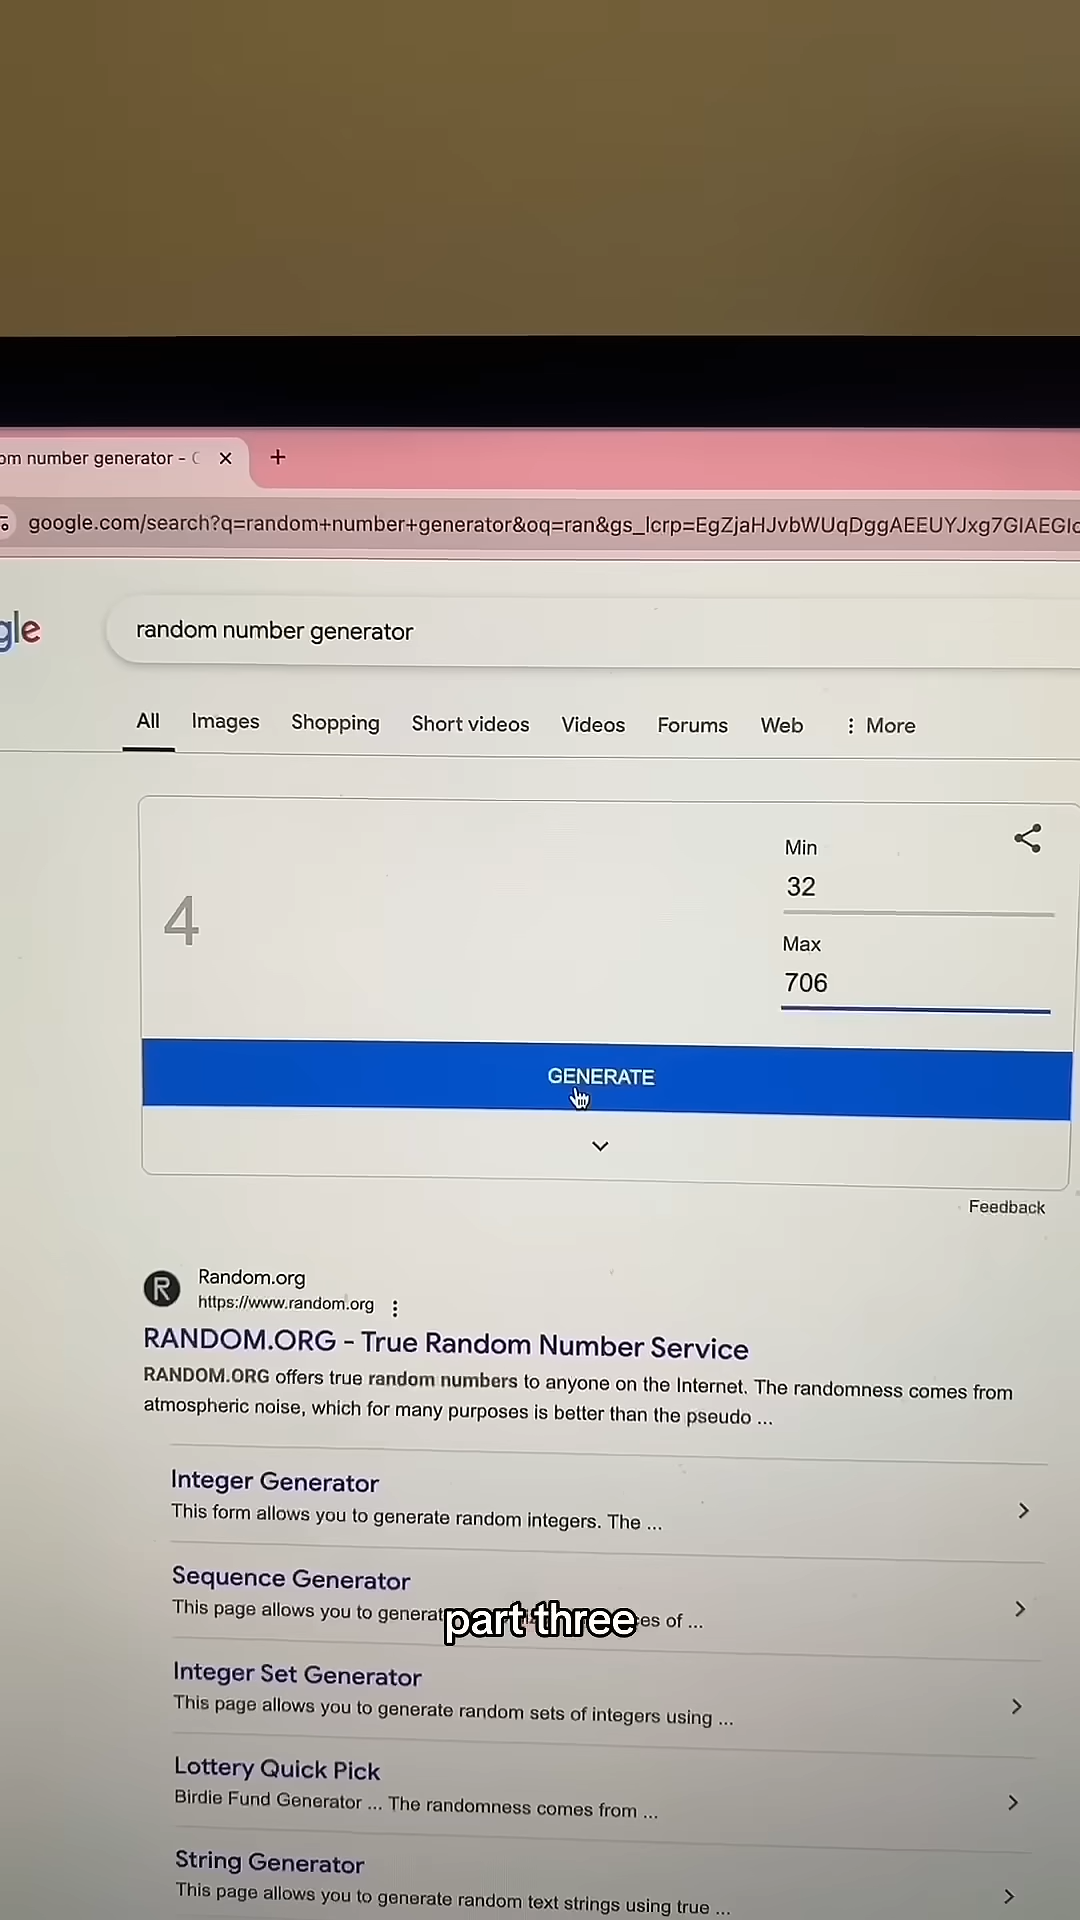 om number generator -
google.com/search?q=random+number+generator&oq=ran&gs_lcrp=EgZjaHJvbWUqDggAEEUYJxg7GIAEGIo
gle
random number generator
All Images Shopping Short videos Videos Forums Web More
Min
32
4
Max
706
GENERATE
Feedback
Random.org
https://www.random.org
RANDOM.ORG - True Random Number Service
RANDOM.ORG offers true random numbers to anyone on the Internet. The randomness comes from
atmospheric noise, which for many purposes is better than the pseudo ...
Integer Generator
This form allows you to generate random integers. The ...
Sequence Generator
This page allows you to generat es of ...
part three
Integer Set Generator
This page allows you to generate random sets of integers using ...
Lottery Quick Pick
Birdie Fund Generator ... The randomness comes from ...
String Generator
This page allows you to generate random text strings using true ...